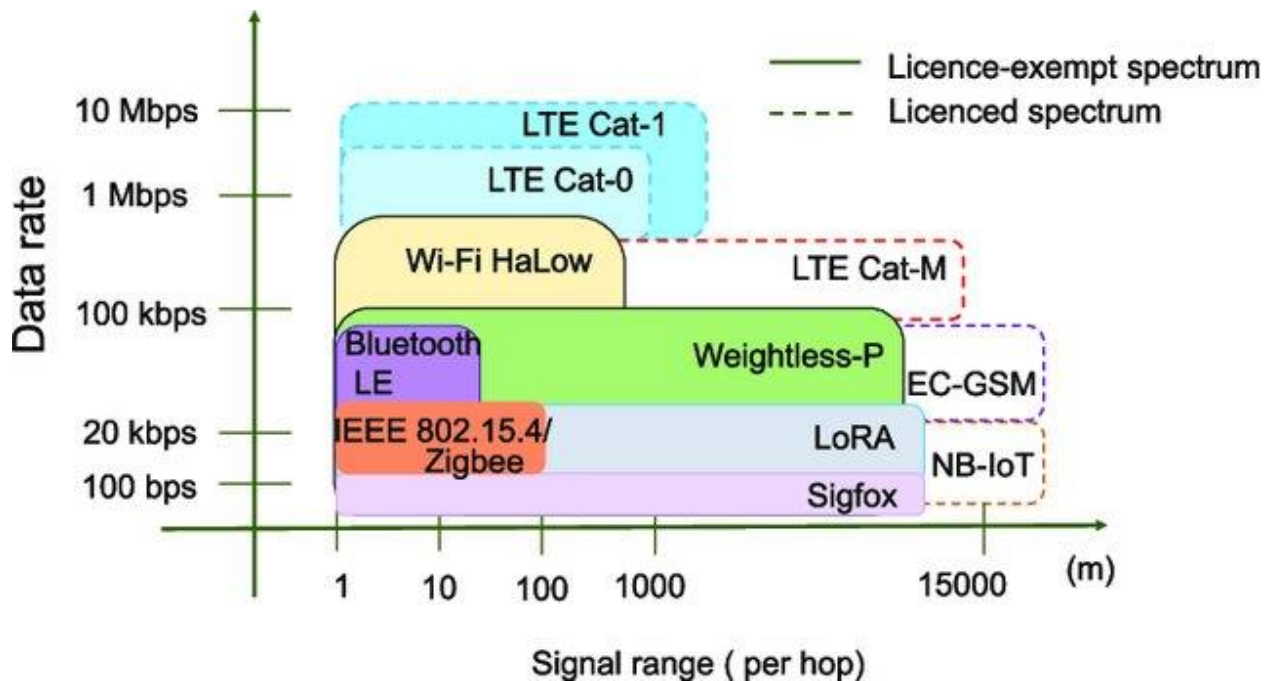 Licence-exempt spectrum
Licenced spectrum
Data rate
10 Mbps
1 Mbps
100 kbps
20 kbps
100 bps
LTE Cat-1
LTE Cat-0
Wi-Fi HaLow
LTE Cat-M
Bluetooth
LE
Weightless-P
EC-GSM
IEEE 802.15.4/
Zigbee
LoRA
NB-IoT
Sigfox
1
10
100
1000
15000
(m)
Signal range ( per hop)